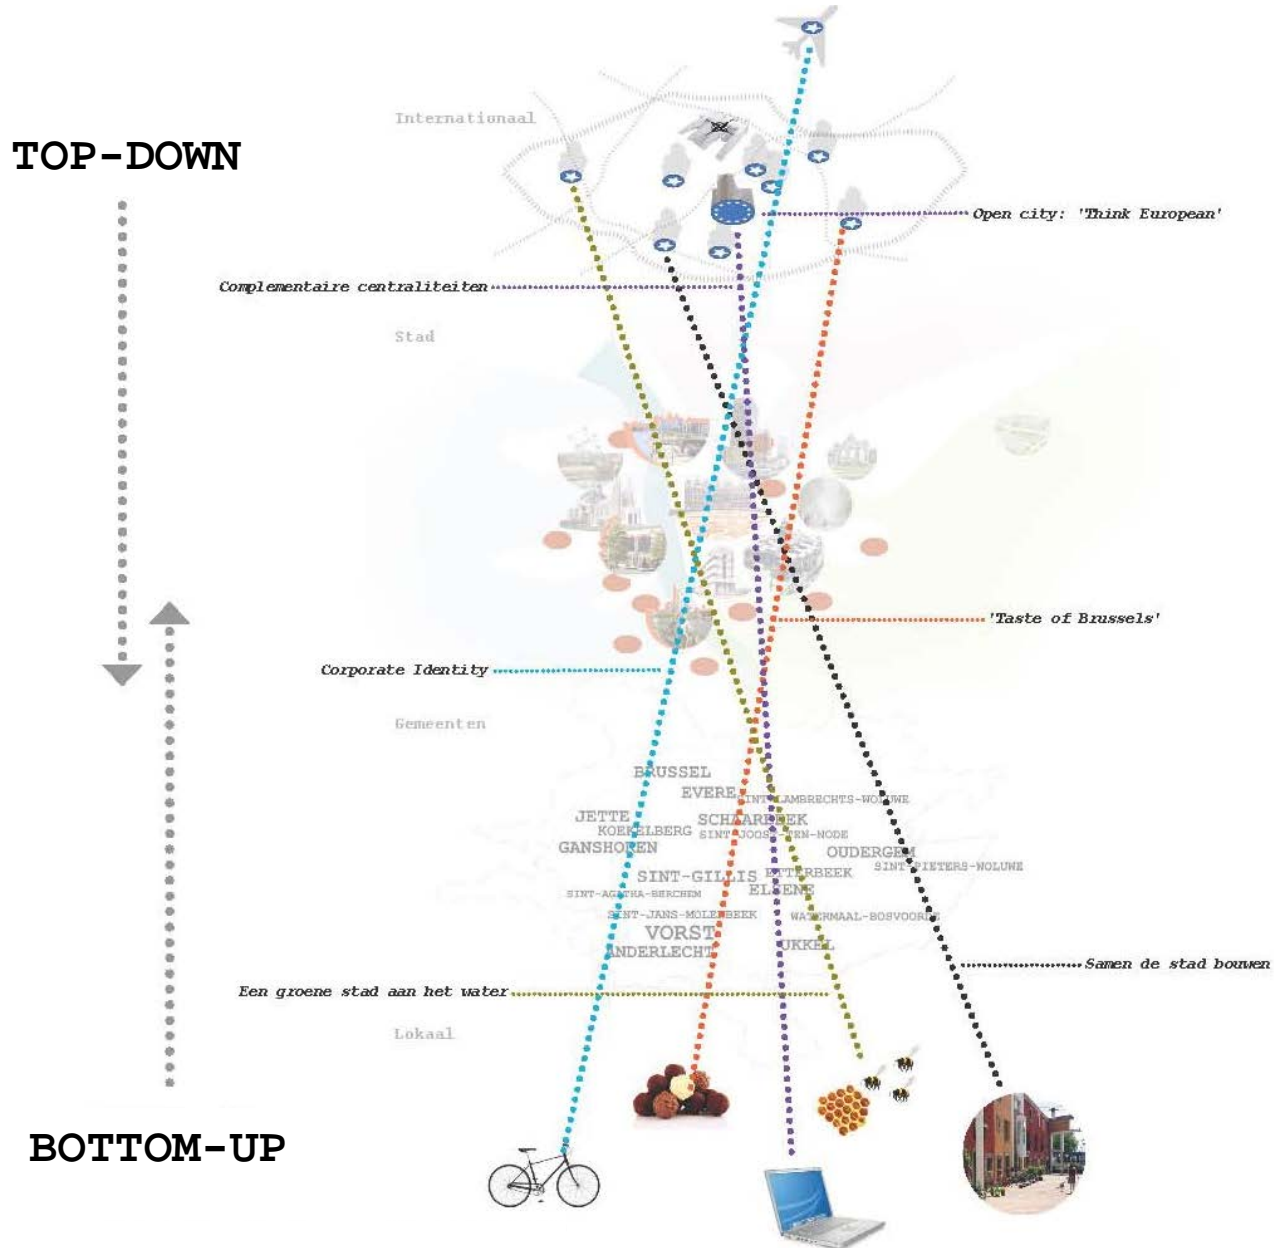 Internationaal
TOP-DOWN
Open city: 'Think European'
Complementaire centraliteiten
Stad
'Taste of Brussels'
Corporate Identity
Gemeenten
BRUSSEL
EVERE
SINT-LAMBRECHTS-WOLUWE
JETTE
SCHAARBEEK
KOEKELBERG
SINT-JOOST-TEN-NODE
GANSHOREN
OUDERGEM
SINT-PIETERS-WOLUWE
SINT-GILLIS
ETTERBEEK
SINT-AGATHA-BERCHEM
ELSENE
SINT-JANS-MOLENBEEK
WATERMAAL-BOSVOORDE
VORST
ANDERLECHT
UKKEL
Samen de stad bouwen
Een groene stad aan het water
Lokaal
BOTTOM-UP